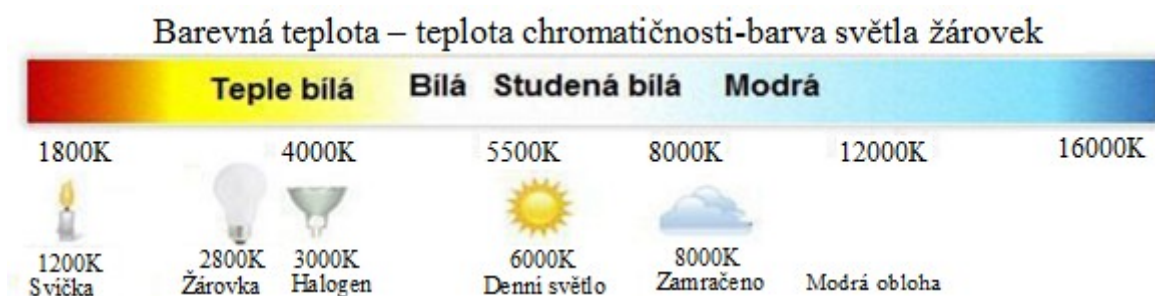 Barevná teplota – teplota chromatičnosti-barva světla žárovek
Teple bílá Bílá Studená bílá Modrá
1800K 4000K 5500K 8000K 12000K 16000K
1200K 2800K 3000K 6000K 8000K
Svička Žárovka Halogen Denní světlo Zamračeno Modrá obloha